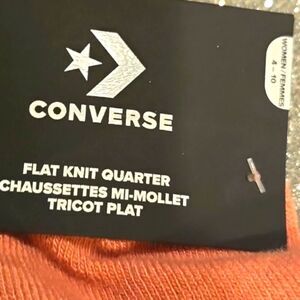 CONVERSE
WOMEN/FEMMES
4 – 10
FLAT KNIT QUARTER
CHAUSSETTES MI-MOLLET
TRICOT PLAT